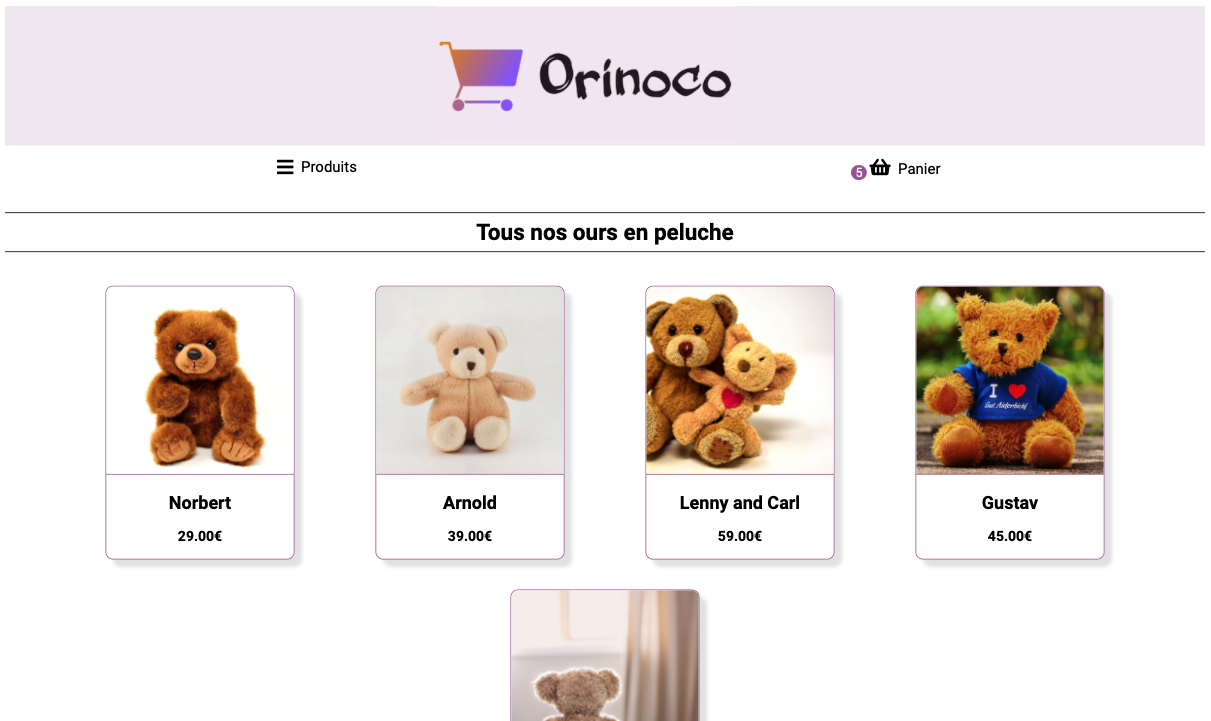 Orinoco
Produits
5 Panier
Tous nos ours en peluche
I ❤
Gut Aiderbichl
Norbert
Arnold
Lenny and Carl
Gustav
29.00€
39.00€
59.00€
45.00€